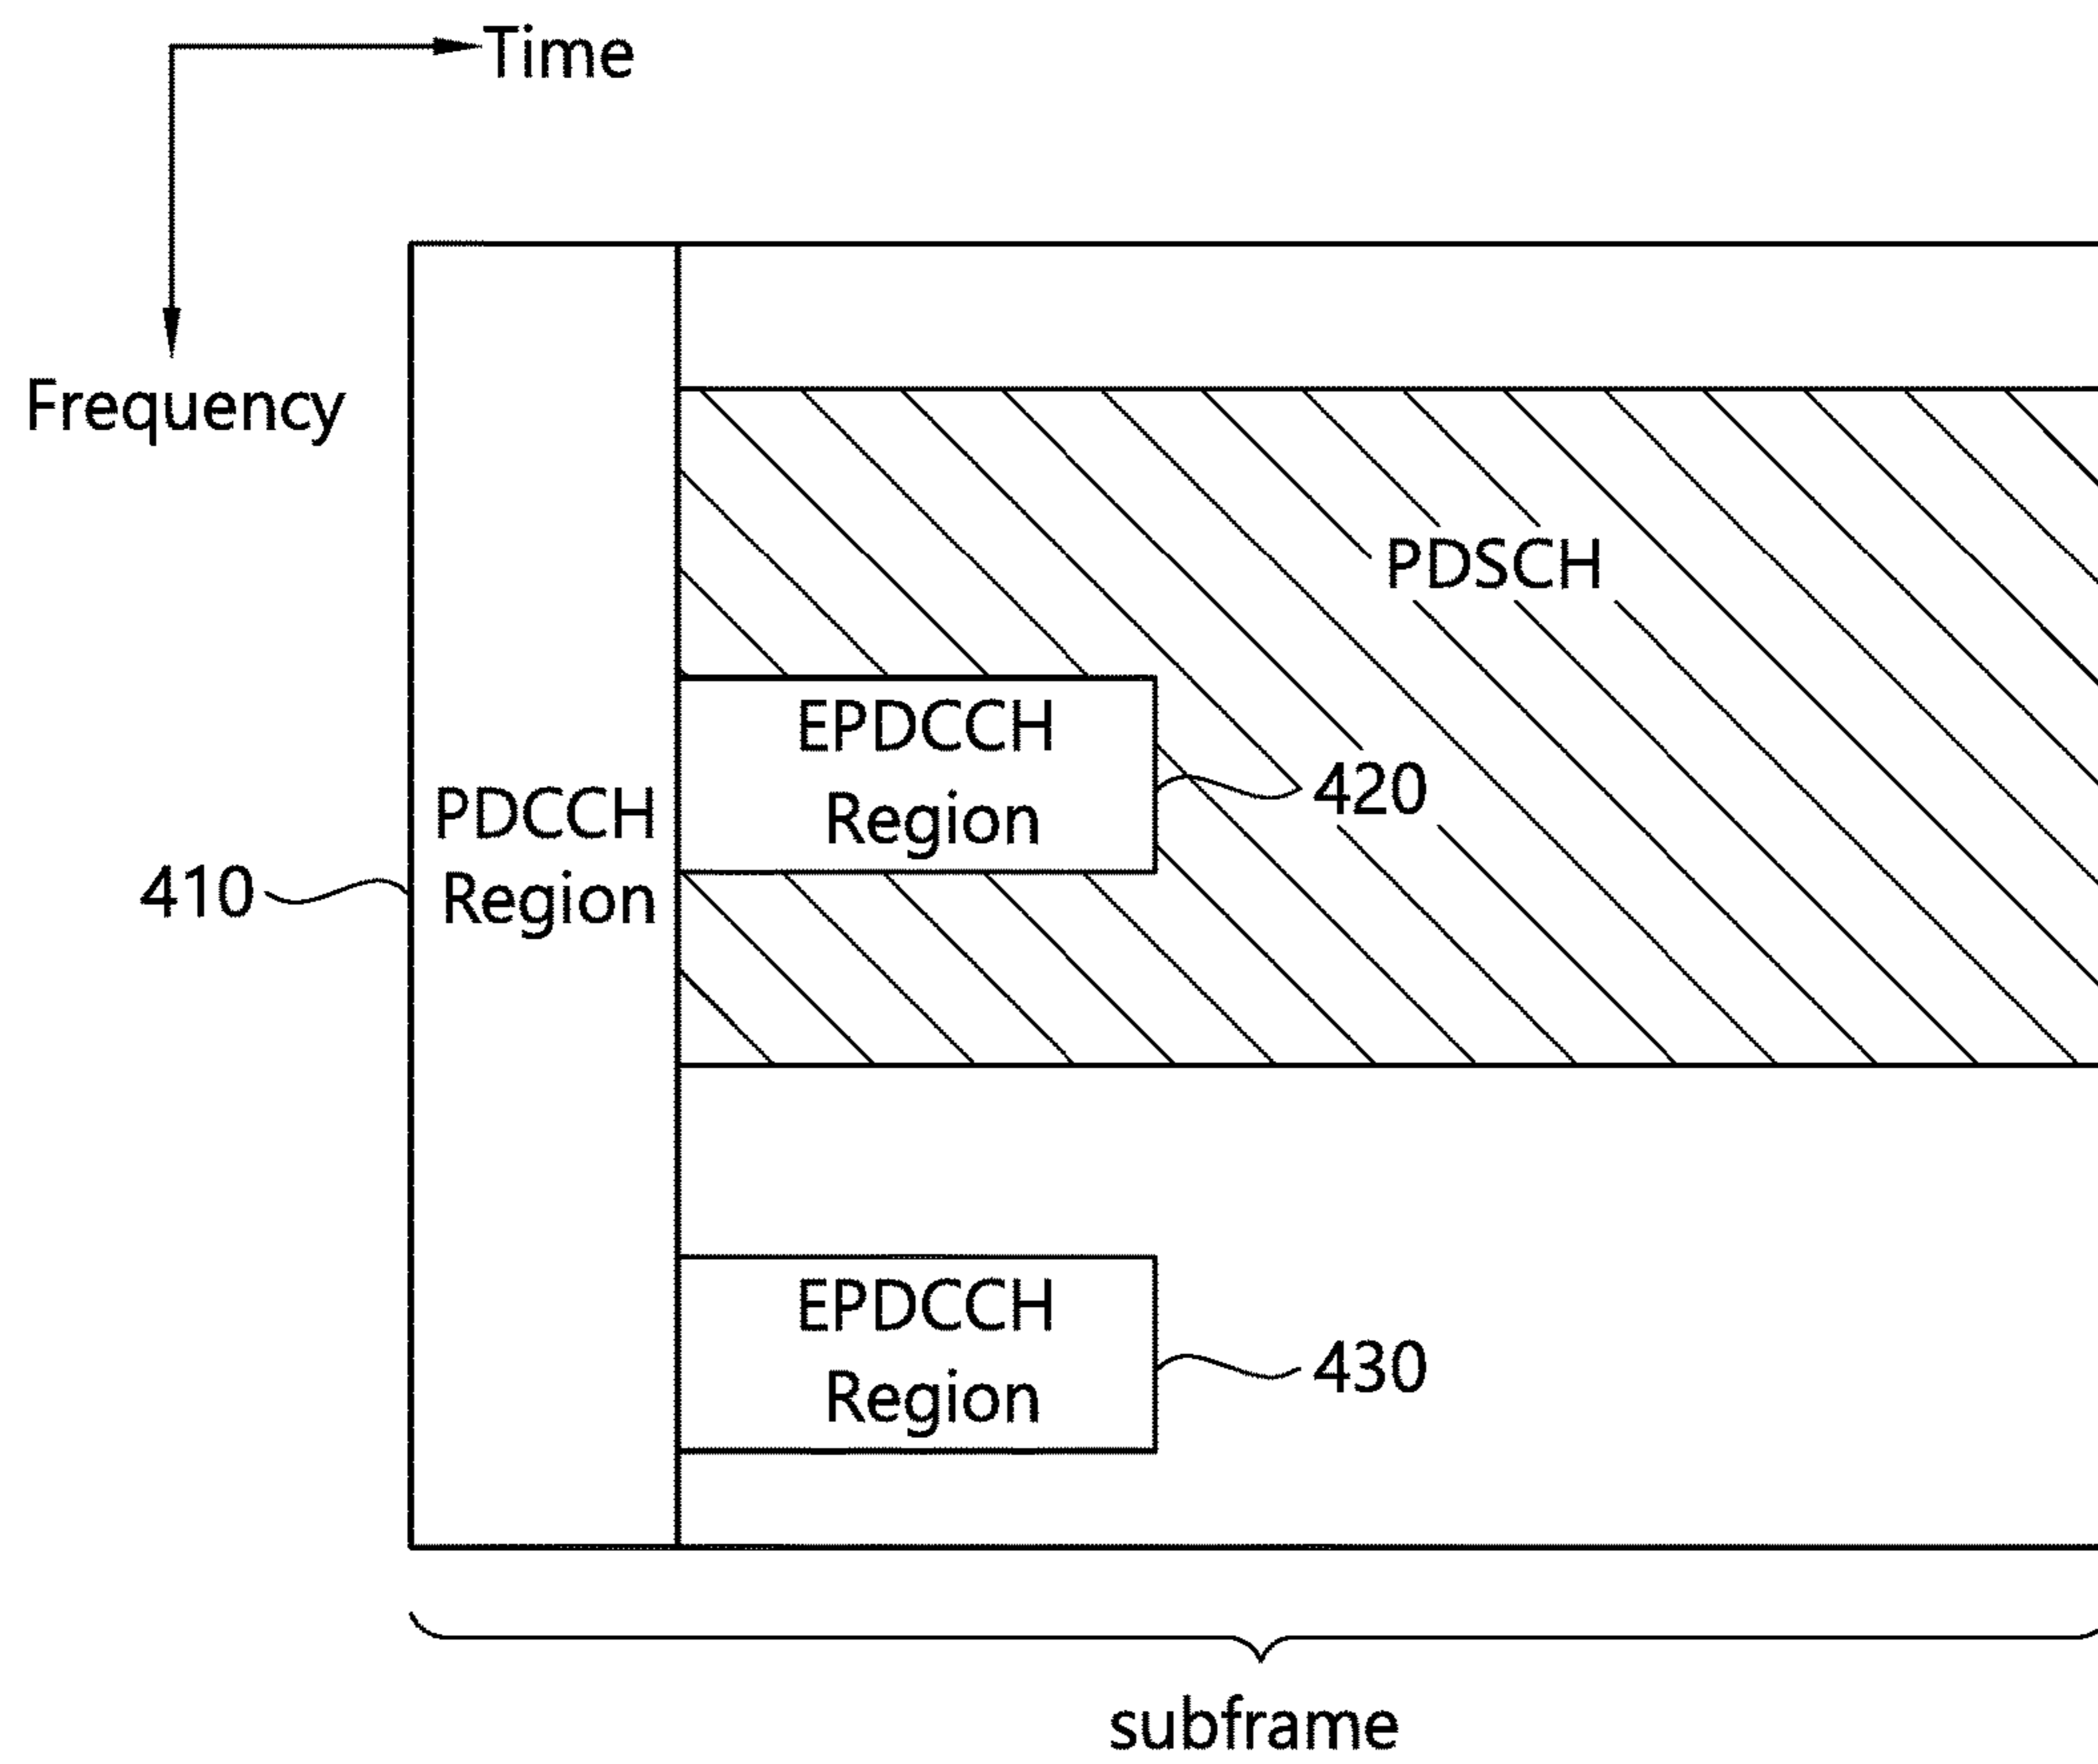 Time
Frequency
PDSCH
EPDCCH
Region
420
PDCCH
Region
410
EPDCCH
Region
430
subframe